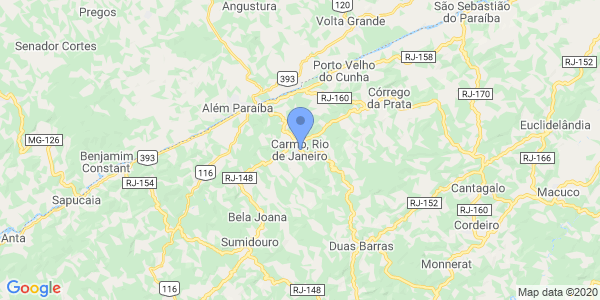 Angustura
Pregos
120
Volta Grande
São Sebastião
do Paraíba
Senador Cortes
Porto Velho
do Cunha
RJ-158
RJ-152
393
RJ-160
Córrego
da Prata
RJ-170
Além Paraíba
Euclidelândia
MG-126
Carmo, Rio
de Janeiro
Benjamim
Constant
393
RJ-166
116
RJ-148
RJ-154
Cantagalo
Macuco
Sapucaia
RJ-152
RJ-160
Bela Joana
Cordeiro
Anta
Sumidouro
Duas Barras
Monnerat
116
RJ-148
Google
Map data ©2020